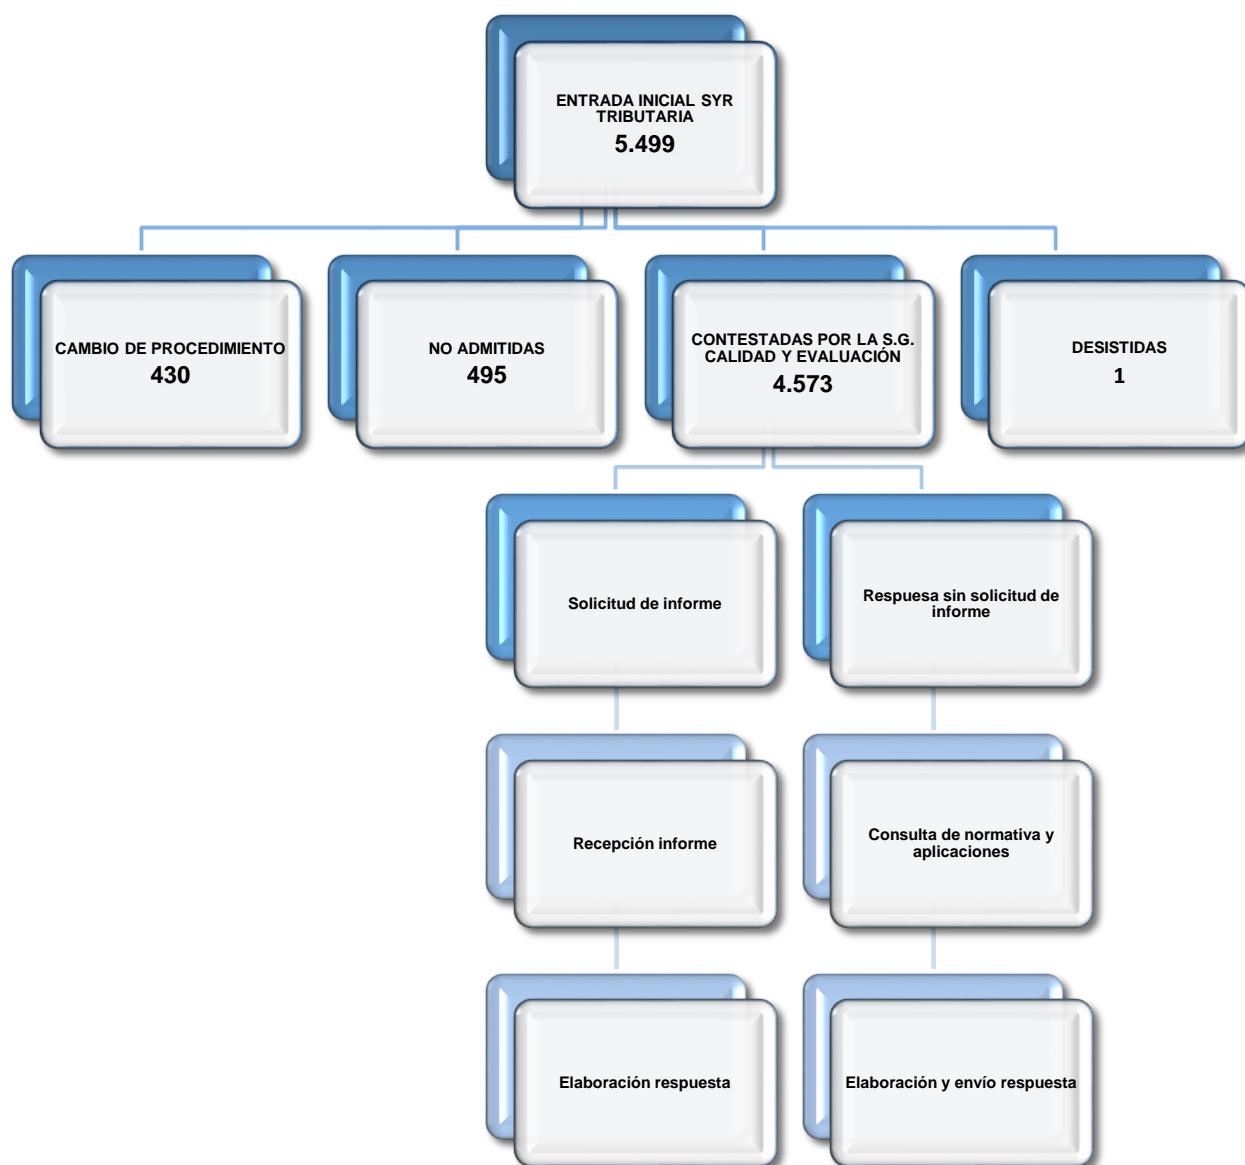 ENTRADA INICIAL SYR
TRIBUTARIA
5.499
CAMBIO DE PROCEDIMIENTO
430
NO ADMITIDAS
495
CONTESTADAS POR LA S.G.
CALIDAD Y EVALUACIÓN
4.573
DESISTIDAS
1
Solicitud de informe
Respuesa sin solicitud de
informe
Recepción informe
Consulta de normativa y
aplicaciones
Elaboración respuesta
Elaboración y envío respuesta